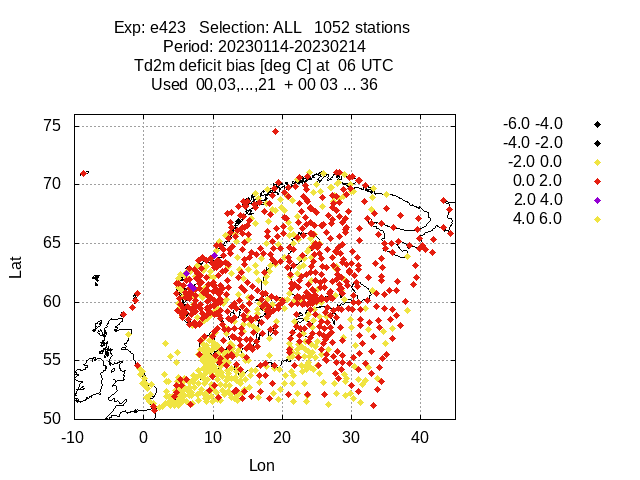 Exp: e423   Selection: ALL   1052 stations
Period: 20230114-20230214
Td2m deficit bias [deg C] at  06 UTC
Used  00,03,...,21  + 00 03 ... 36
-6.0 -4.0
-4.0 -2.0
-2.0 0.0
0.0 2.0
2.0 4.0
4.0 6.0
75
70
65
60
55
50
Lat
-10 0 10 20 30 40
Lon